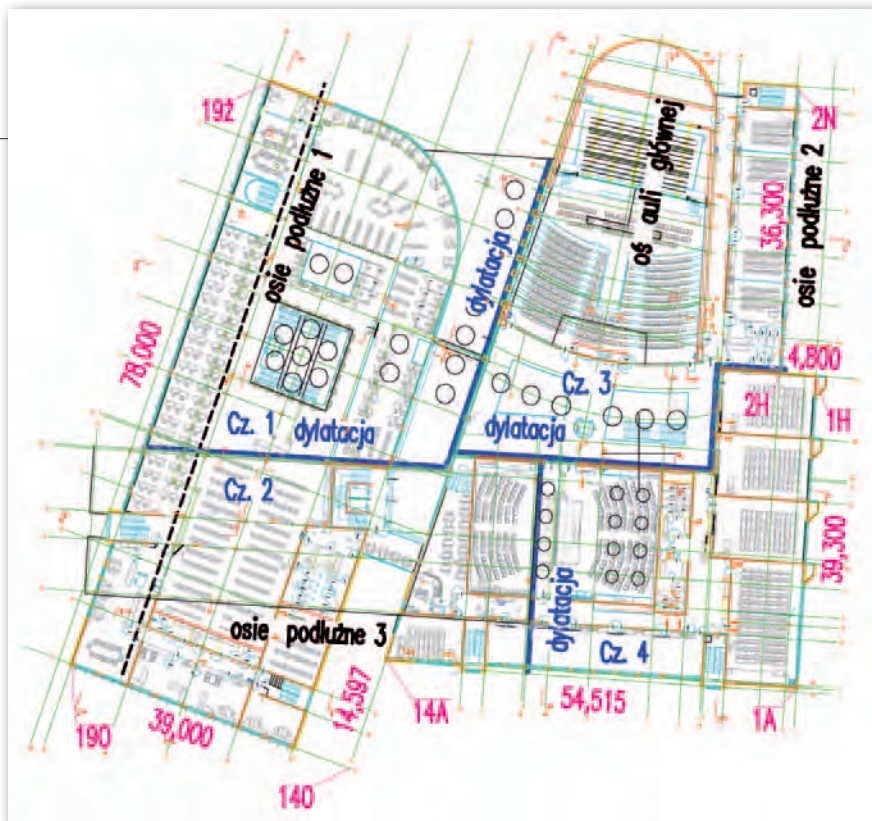 19ż
2N
osie podłużne 1
oś auli głównej
36,300
osie podłużne 2
dylatacja
78,000
4,800
Cz. 3
2H
1H
Cz. 1
dylatacja
dylatacja
Cz. 2
39,300
dylatacja
osie podłużne 3
Cz. 4
14,597
14A
54,515
1A
190
39,000
140